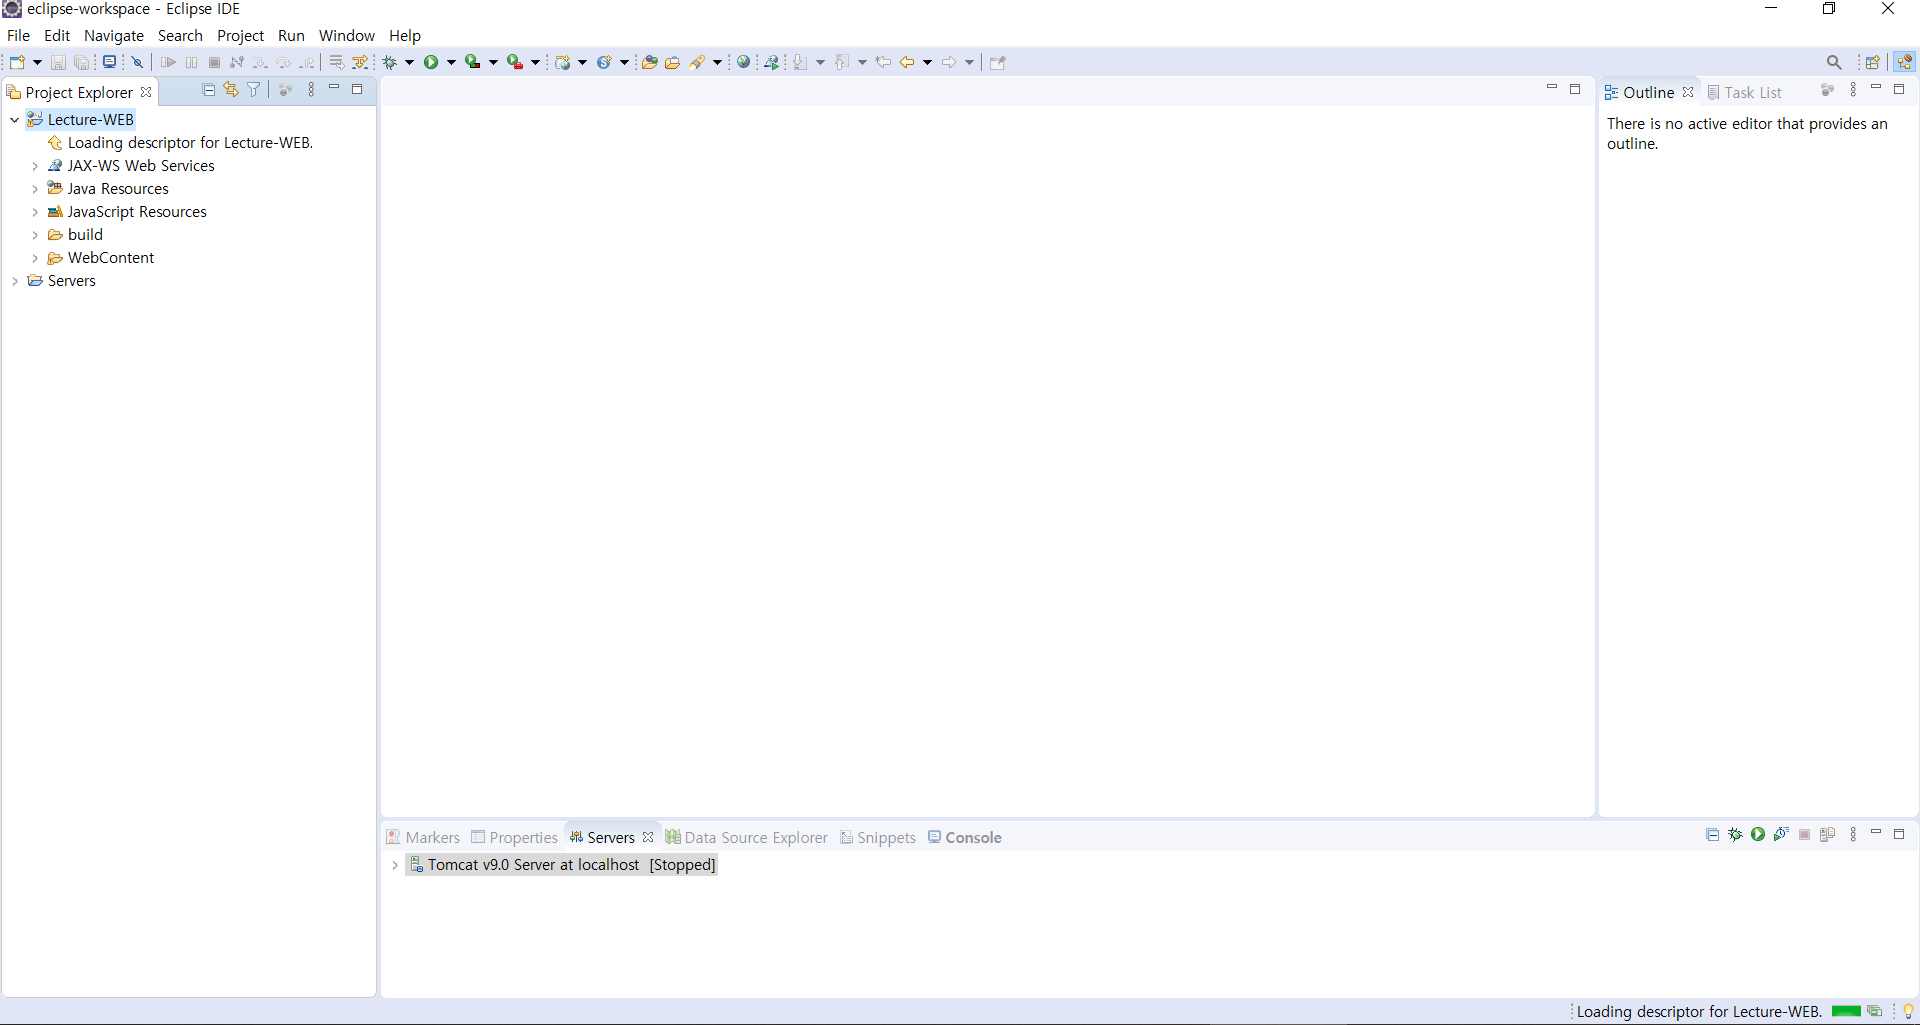 eclipse-workspace - Eclipse IDE
File Edit Navigate Search Project Run Window Help
Project Explorer
Lecture-WEB
Loading descriptor for Lecture-WEB.
JAX-WS Web Services
Java Resources
JavaScript Resources
build
WebContent
Servers
Outline Task List
There is no active editor that provides an
outline.
Markers Properties Servers Data Source Explorer Snippets Console
Tomcat v9.0 Server at localhost [Stopped]
Loading descriptor for Lecture-WEB.